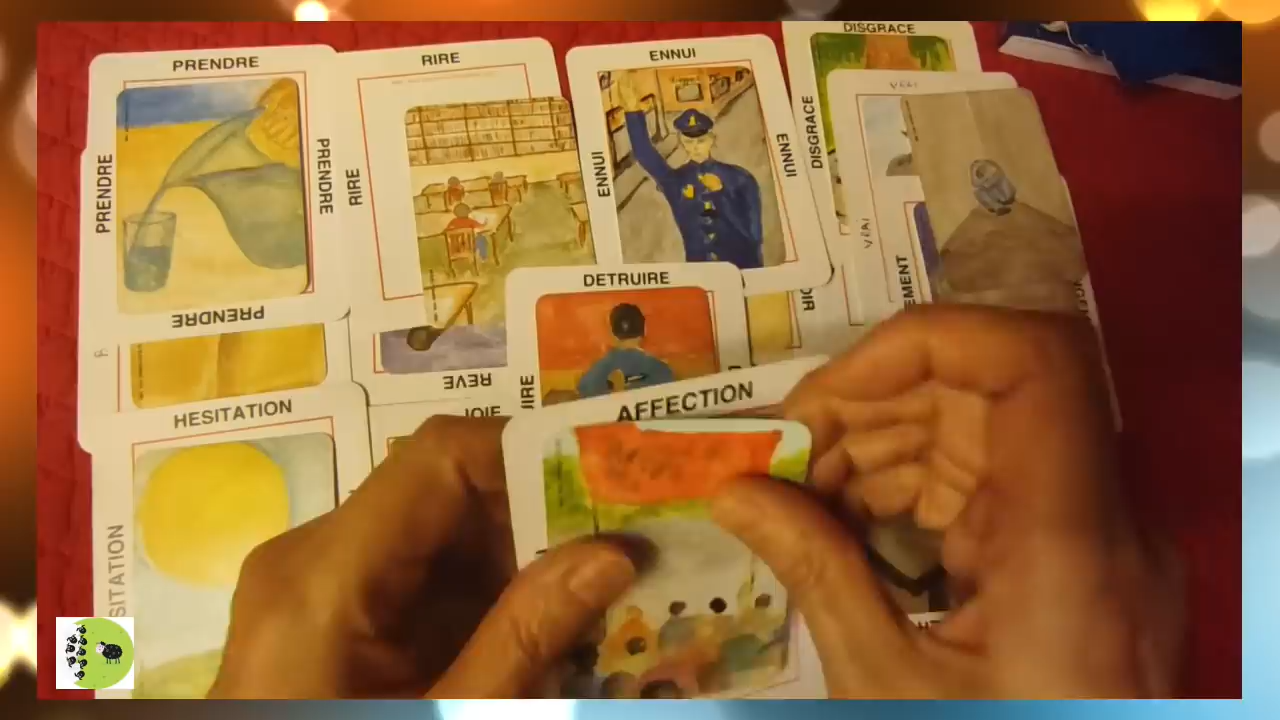 PRENDRE
PRENDRE
PRENDRE
PRENDRE
RIRE
RIRE
ENNUI
ENNUI
ENNUI
DISGRACE
DISGRACE
REVE
DETRUIRE
HESITATION
JOIE
AFFECTION